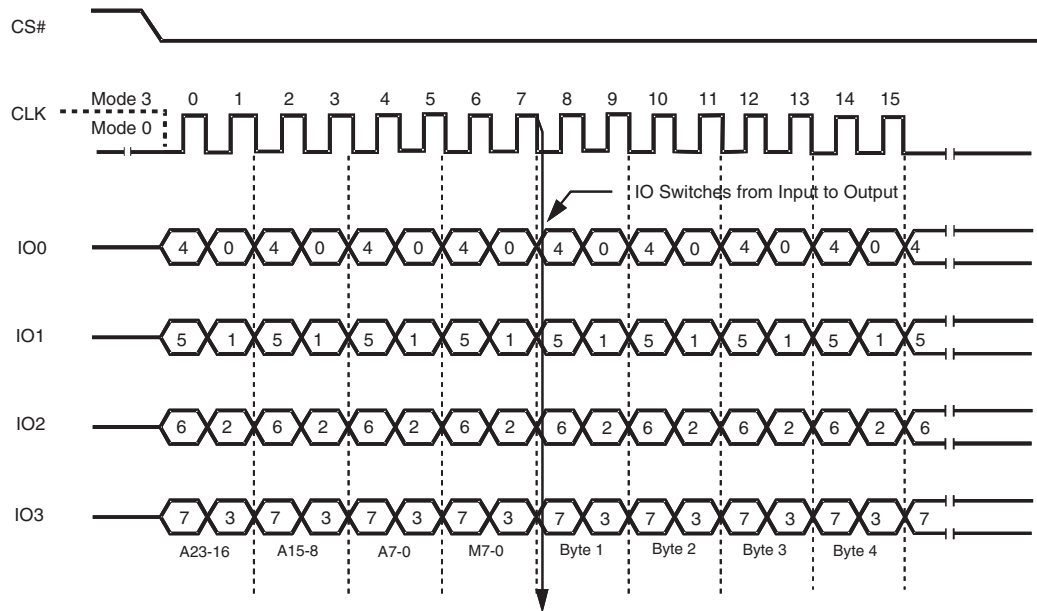 CS#
CLK Mode 3 0 1 2 3 4 5 6 7 8 9 10 11 12 13 14 15
Mode 0
IO Switches from Input to Output
IO0 4 0 4 0 4 0 4 0 4 0 4 0 4 0 4 0 4
IO1 5 1 5 1 5 1 5 1 5 1 5 1 5 1 5 1 5
IO2 6 2 6 2 6 2 6 2 6 2 6 2 6 2 6 2 6
IO3 7 3 7 3 7 3 7 3 7 3 7 3 7 3 7 3 7
A23-16 A15-8 A7-0 M7-0 Byte 1 Byte 2 Byte 3 Byte 4